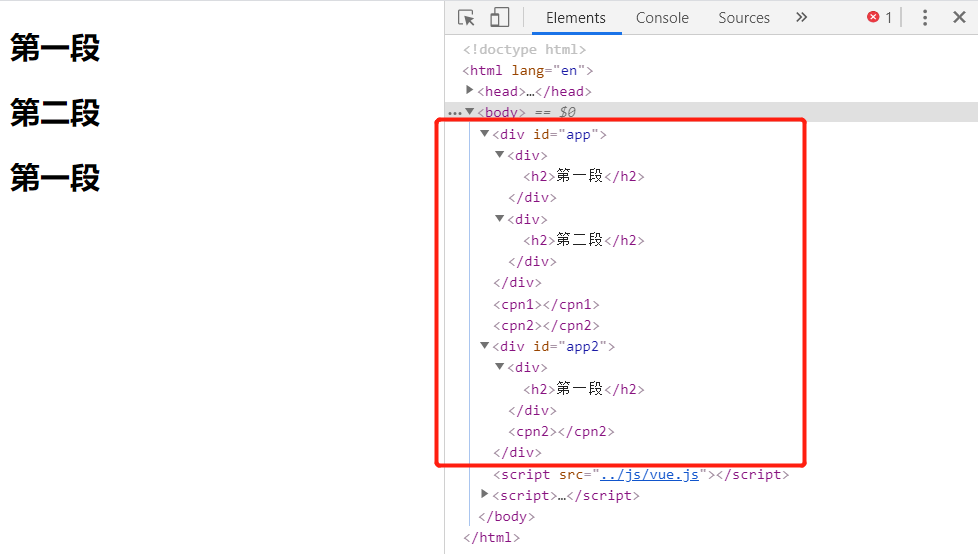 第一段
第二段
第一段
Elements Console Sources » 1
<!doctype html>
<html lang="en">
<head>…</head>
<body> == $0
<div id="app">
<div>
<h2>第一段</h2>
</div>
<div>
<h2>第二段</h2>
</div>
</div>
<cpn1></cpn1>
<cpn2></cpn2>
<div id="app2">
<div>
<h2>第一段</h2>
</div>
<cpn2></cpn2>
</div>
<script src="../js/vue.js"></script>
<script>…</script>
</body>
</html>